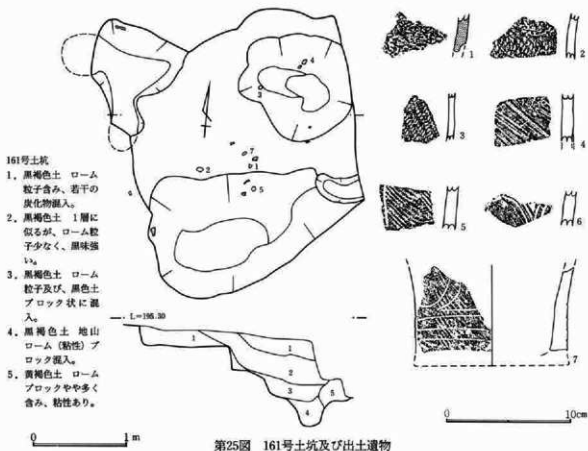 161号土坑
1，黒褐色土 ローム
粒子含み、若干の
炭化物混入。
2，黒褐色土 1層に
似るが、ローム粒
子少なく、黒味強
い。
3，黒褐色土 ローム
粒子及び、黒色土
ブロック状に混
入。
4，黒褐色土 地山
ローム（粘性）ブ
ロック混入。
5，黄褐色土 ローム
ブロックやや多く
含み、粘性あり。
4
3
7
1
2
5
L=195.30
1
1
2
3
5
4
0 1m
1
2
3
4
5
6
7
0 10cm
第25図 161号土坑及び出土遺物